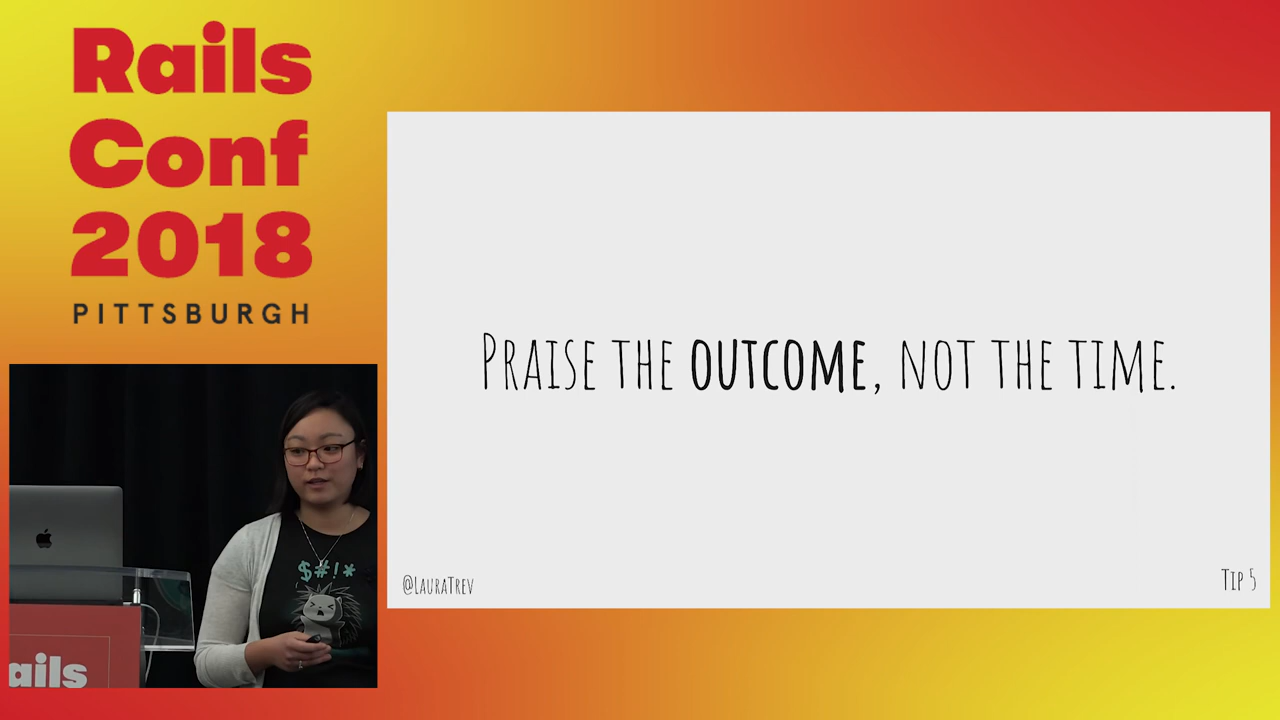 Rails
Conf
2018
PITTSBURGH
PRAISE THE OUTCOME, NOT THE TIME.
@LAURATREV
TIP 5
$#!*
ails